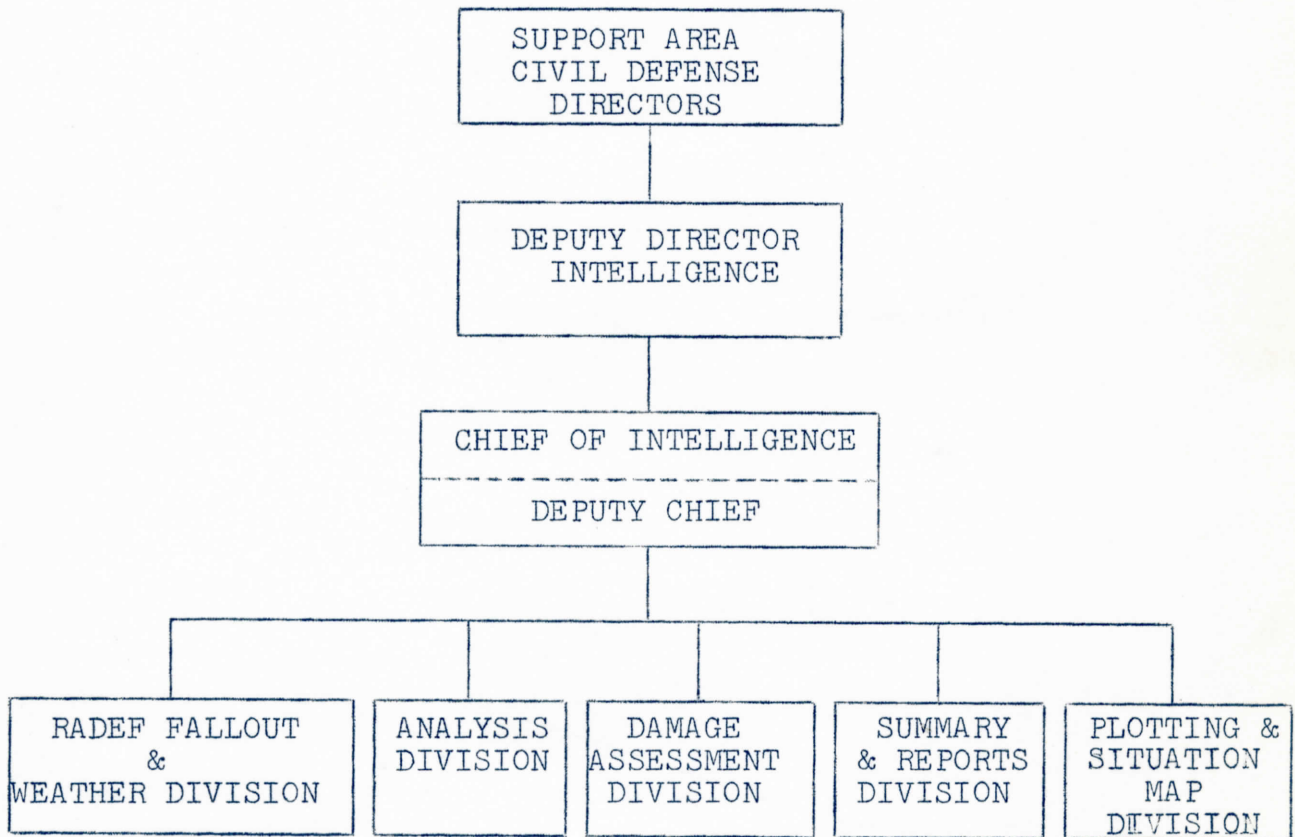 SUPPORT AREA
CIVIL DEFENSE
DIRECTORS
DEPUTY DIRECTOR
INTELLIGENCE
CHIEF OF INTELLIGENCE
DEPUTY CHIEF
RADEF FALLOUT
&
WEATHER DIVISION
ANALYSIS
DIVISION
DAMAGE
ASSESSMENT
DIVISION
SUMMARY
& REPORTS
DIVISION
PLOTTING &
SITUATION
MAP
DIVISION